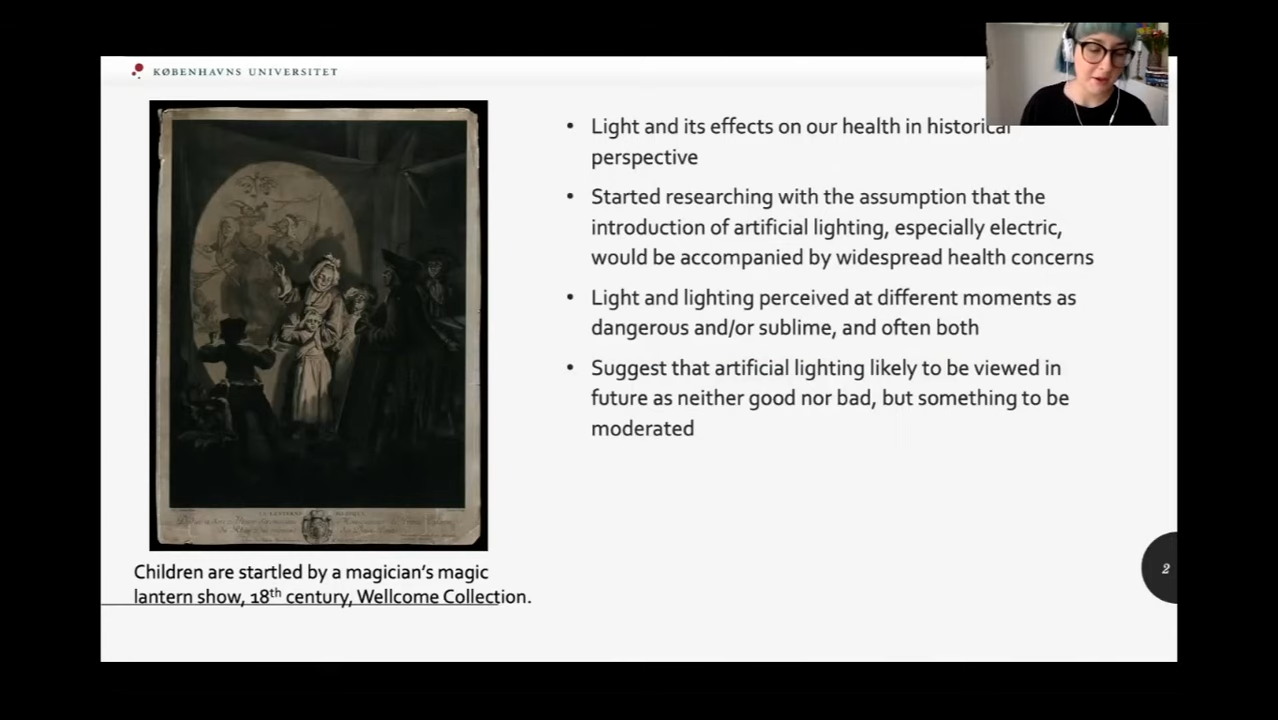 KØBENHAVNS UNIVERSITET
• Light and its effects on our health in historical
perspective
• Started researching with the assumption that the
introduction of artificial lighting, especially electric,
would be accompanied by widespread health concerns
• Light and lighting perceived at different moments as
dangerous and/or sublime, and often both
• Suggest that artificial lighting likely to be viewed in
future as neither good nor bad, but something to be
moderated
Children are startled by a magician's magic
lantern show, 18th century, Wellcome Collection.
2